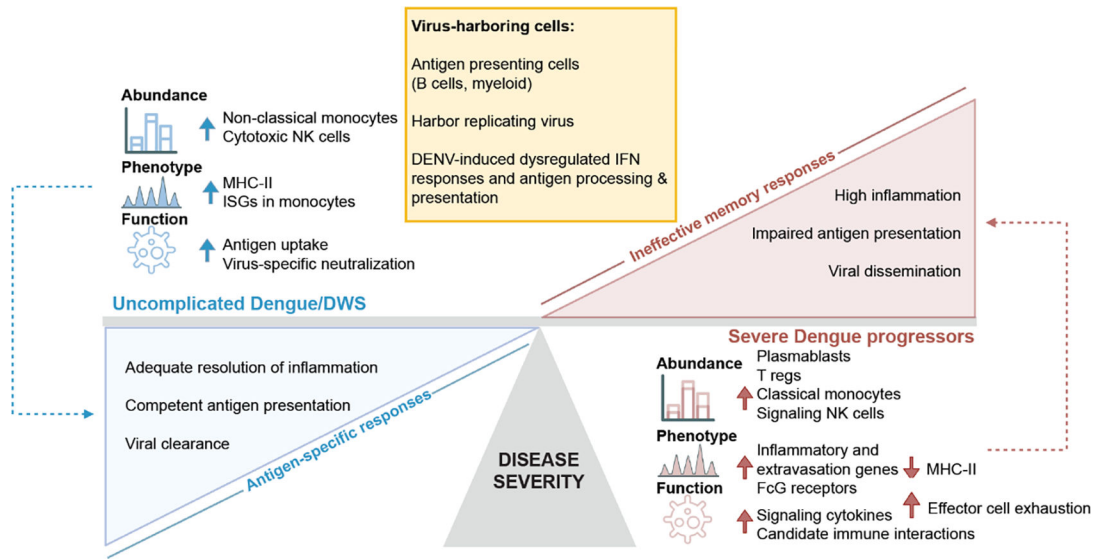 Virus-harboring cells:
Antigen presenting cells
(B cells, myeloid)
Harbor replicating virus
DENV-induced dysregulated IFN
responses and antigen processing &
presentation
Abundance
Non-classical monocytes
Cytotoxic NK cells
Phenotype
MHC-II
ISGs in monocytes
Function
Antigen uptake
Virus-specific neutralization
Uncomplicated Dengue/DWS
Adequate resolution of inflammation
Competent antigen presentation
Viral clearance
Antigen-specific responses
DISEASE
SEVERITY
Ineffective memory responses
High inflammation
Impaired antigen presentation
Viral dissemination
Severe Dengue progressors
Abundance
Plasmablasts
T regs
Classical monocytes
Signaling NK cells
Phenotype
Inflammatory and
extravasation genes
FcG receptors
MHC-II
Function
Signaling cytokines
Candidate immune interactions
Effector cell exhaustion